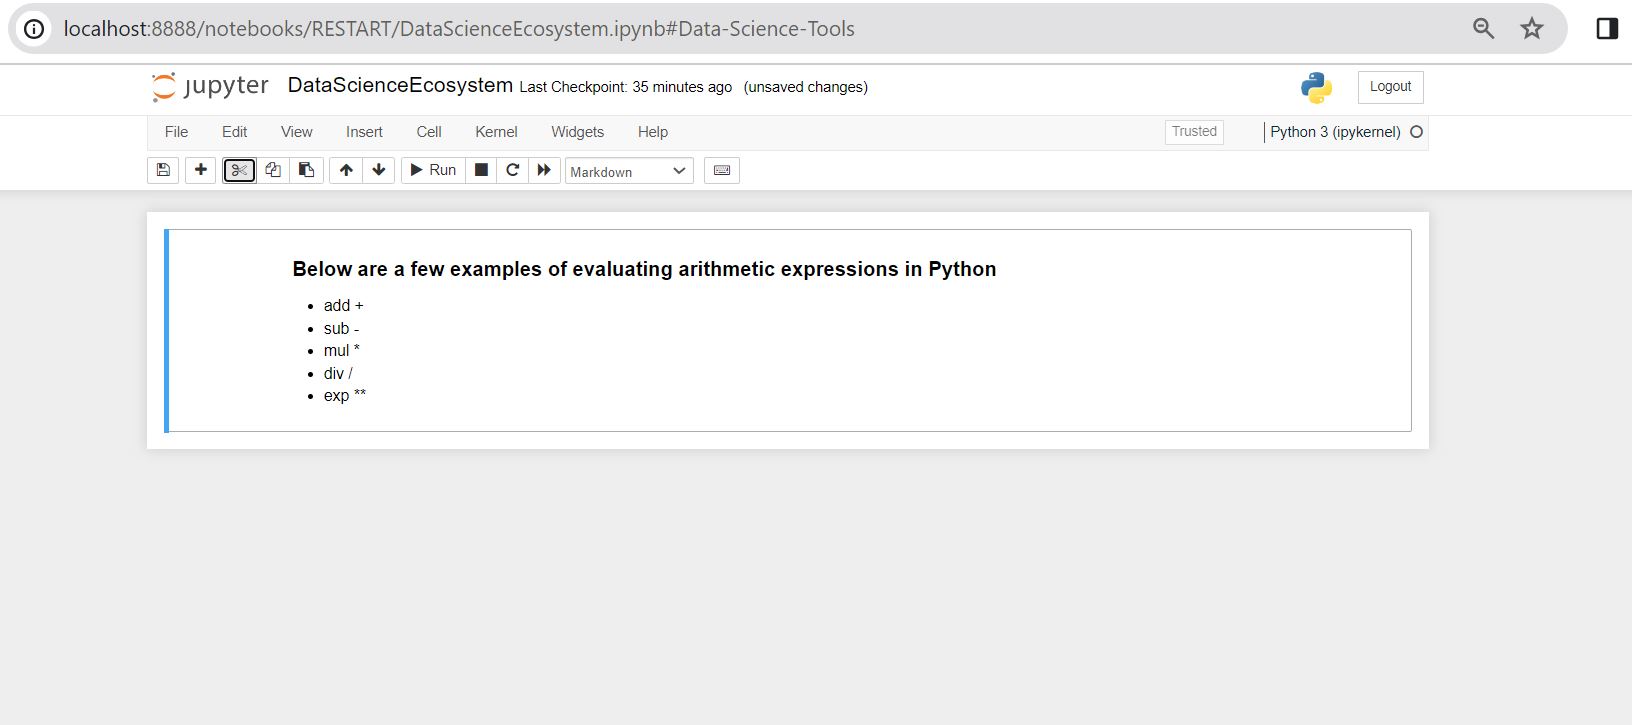 localhost:8888/notebooks/RESTART/DataScienceEcosystem.ipynb#Data-Science-Tools
jupyter DataScienceEcosystem Last Checkpoint: 35 minutes ago (unsaved changes) Logout
File Edit View Insert Cell Kernel Widgets Help Trusted Python 3 (ipykernel)
Run Markdown
Below are a few examples of evaluating arithmetic expressions in Python
• add +
• sub -
• mul *
• div /
• exp **